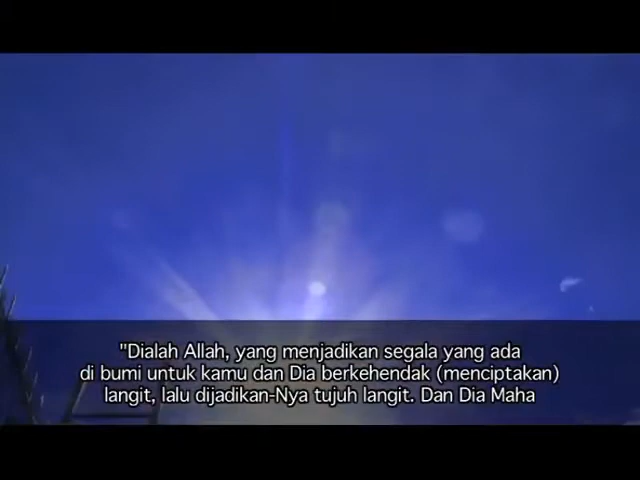 "Dialah Allah, yang menjadikan segala yang ada
di bumi untuk kamu dan Dia berkehendak (menciptakan)
langit, lalu dijadikan-Nya tujuh langit. Dan Dia Maha